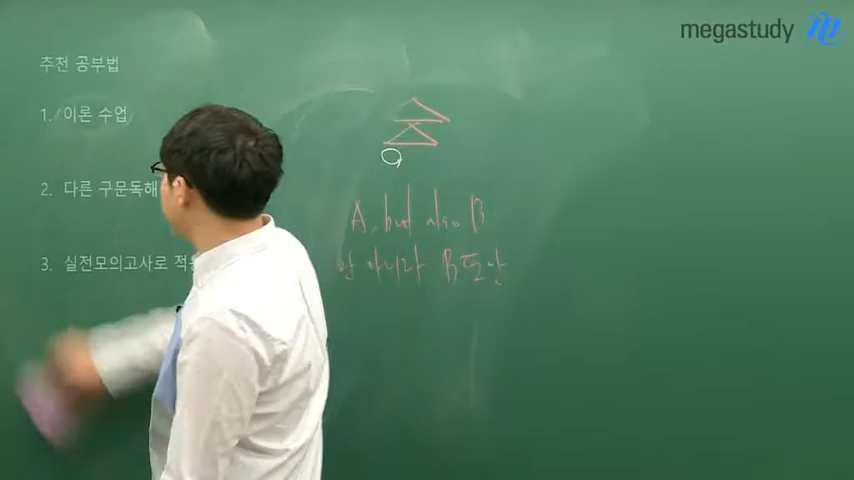 megastudy
추천 공부법
1. 이론 수업
2. 다른 구문독해
3. 실전모의고사로
A, but also B
만 아니라 B도